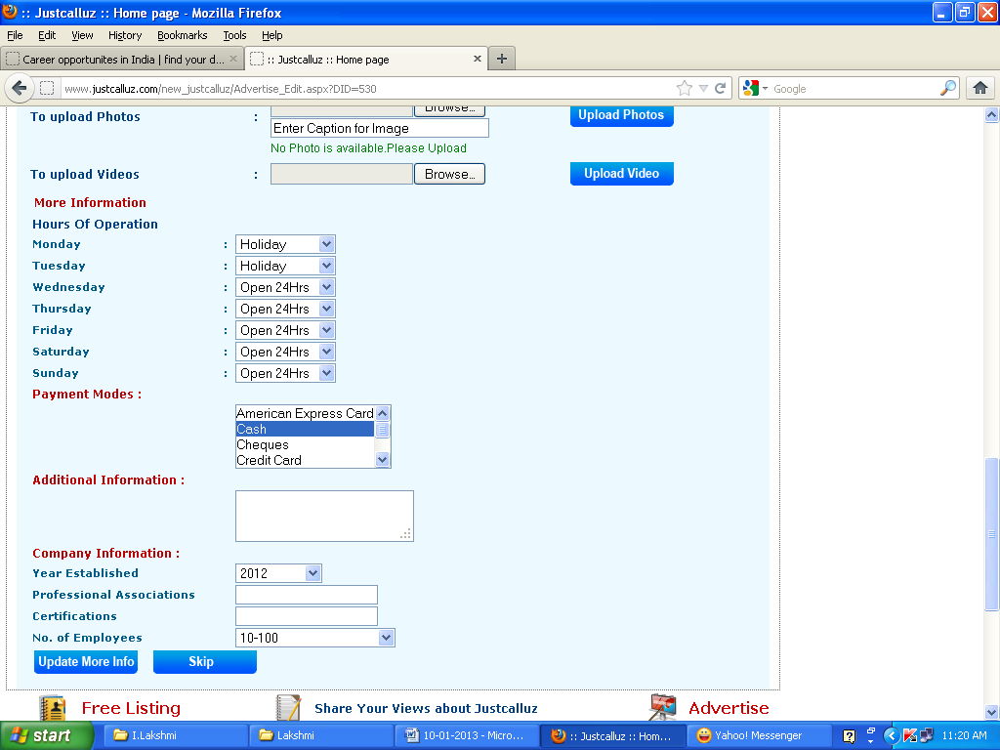 :: Justcalluz :: Home page - Mozilla Firefox
File Edit View History Bookmarks Tools Help
Career opportunites in India | find your d... :: Justcalluz :: Home page
www.justcalluz.com/new_justcalluz/Advertise_Edit.aspx?DID=530 Google
To upload Photos : Browse... Upload Photos
Enter Caption for Image
No Photo is available.Please Upload
To upload Videos : Browse... Upload Video
More Information
Hours Of Operation
Monday : Holiday
Tuesday : Holiday
Wednesday : Open 24Hrs
Thursday : Open 24Hrs
Friday : Open 24Hrs
Saturday : Open 24Hrs
Sunday : Open 24Hrs
Payment Modes :
American Express Card
Cash
Cheques
Credit Card
Additional Information :
Company Information :
Year Established 2012
Professional Associations
Certifications
No. of Employees 10-100
Update More Info Skip
Free Listing Share Your Views about Justcalluz Advertise
start I.Lakshmi Lakshmi 10-01-2013 - Micro... :: Justcalluz :: Hom... Yahoo! Messenger 11:20 AM